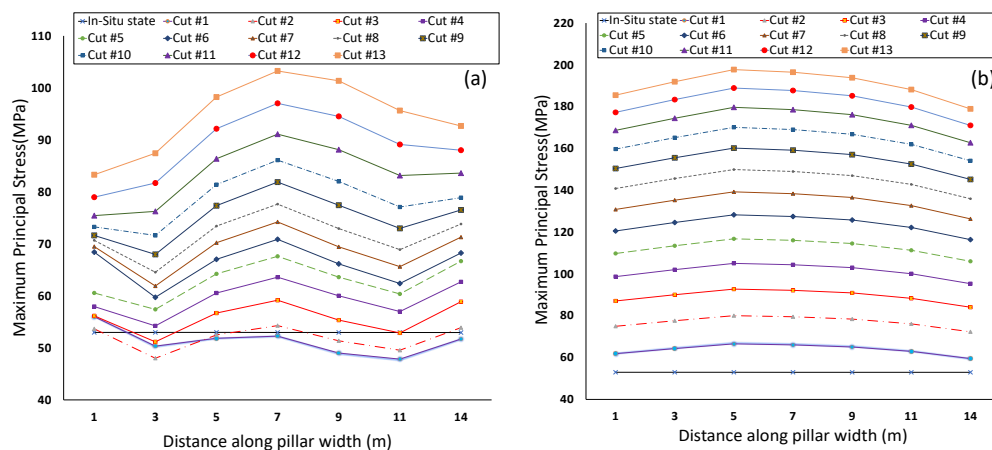 In-Situ state Cut #1 Cut #2 Cut #3 Cut #4
Cut #5 Cut #6 Cut #7 Cut #8 Cut #9
Cut #10 Cut #11 Cut #12 Cut #13
(a)
Maximum Principal Stress(MPa)
110
100
90
80
70
60
50
40
1 3 5 7 9 11 14
Distance along pillar width (m)
In-Situ state Cut #1 Cut #2 Cut #3 Cut #4
Cut #5 Cut #6 Cut #7 Cut #8 Cut #9
Cut #10 Cut #11 Cut #12 Cut #13
(b)
Maximum Principal Stress(MPa)
220
200
180
160
140
120
100
80
60
40
1 3 5 7 9 11 14
Distance along pillar width (m)